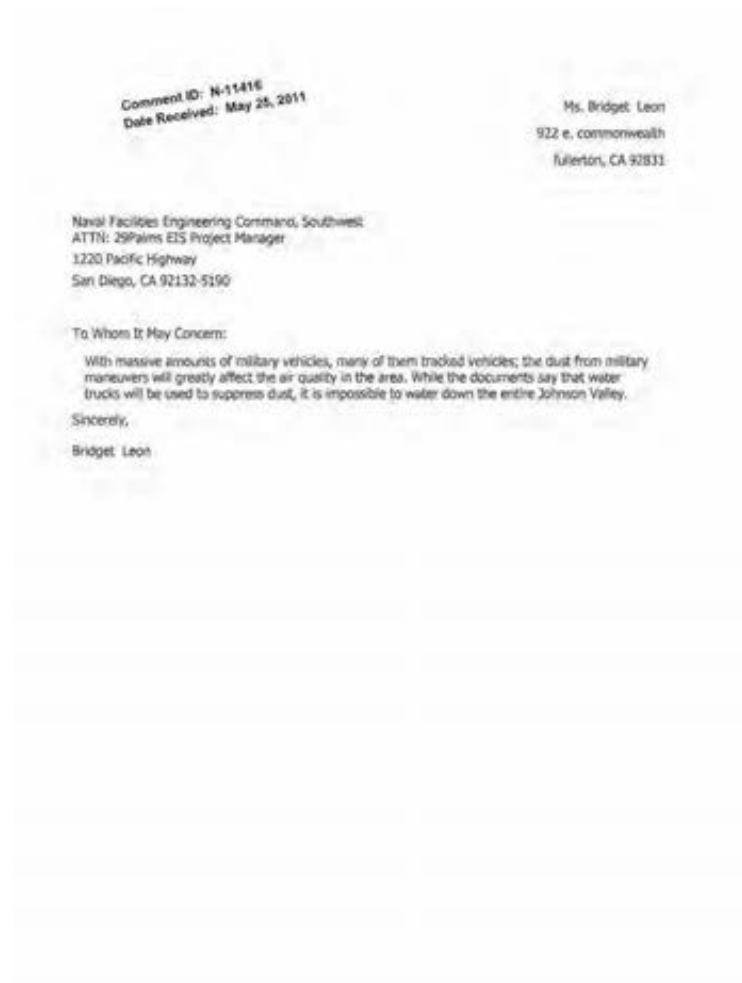 Comment ID: N-11416
Date Received: May 25, 2011
Ms. Bridget Leon
922 e. commonwealth
fullerton, CA 92831
Naval Facilities Engineering Command, Southwest
ATTN: 29Palms EIS Project Manager
1220 Pacific Highway
San Diego, CA 92132-5190
To Whom It May Concern:
With massive amounts of military vehicles, many of them tracked vehicles; the dust from military
maneuvers will greatly affect the air quality in the area. While the documents say that water
trucks will be used to suppress dust, it is impossible to water down the entire Johnson Valley.
Sincerely,
Bridget Leon